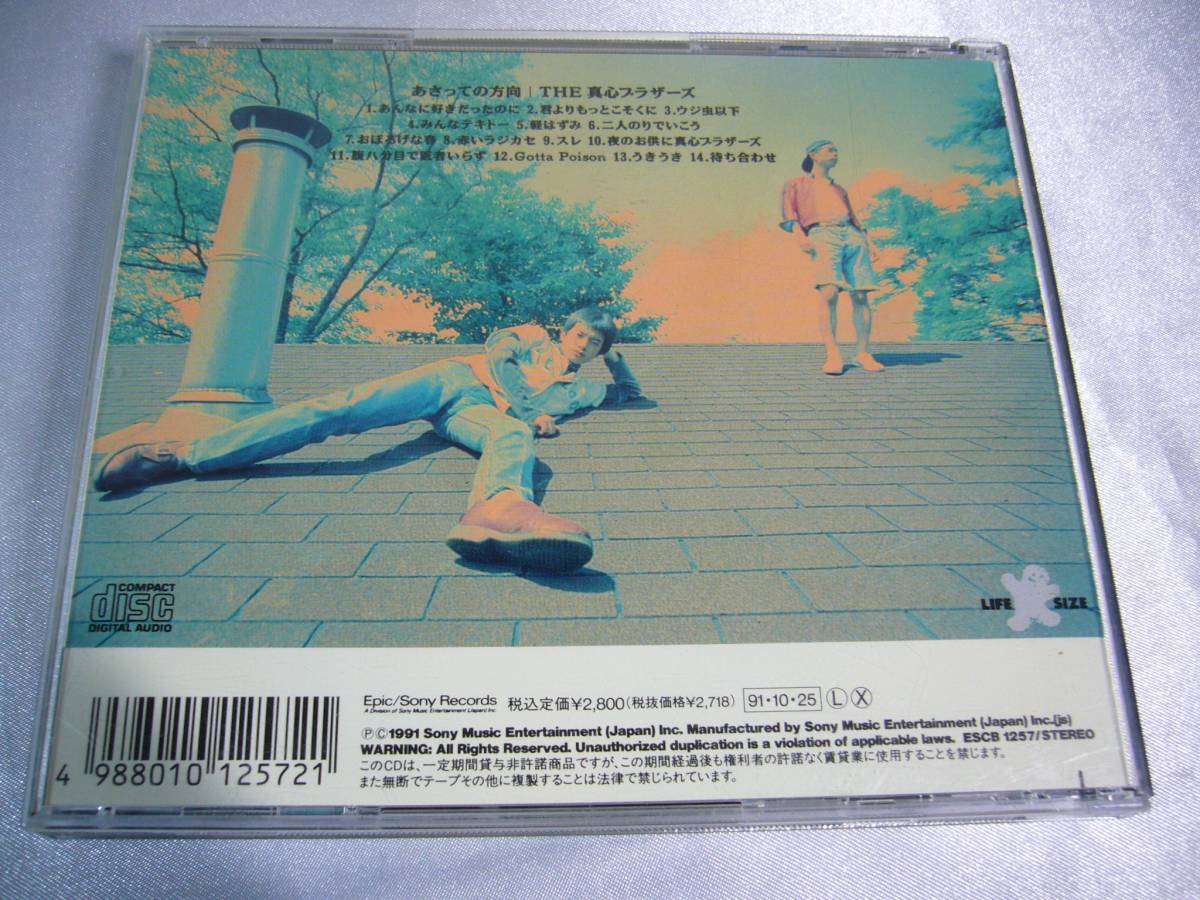 あさっての方向｜THE 真心ブラザーズ
1.あんなに好きだったのに 2.君よりもっとこそくに 3.ウジ虫以下
4.みんなテキトー 5.軽はずみ 6.二人のりでいこう
7.おぼろげな春 8.赤いラジカセ 9.スレ 10.夜のお供に真心ブラザーズ
11.腹八分目で医者いらず 12.Gotta Poison 13.うきうき 14.待ち合わせ
COMPACT
disc
DIGITAL AUDIO
LIFE SIZE
Epic/Sony Records 税込定価¥2,800(税抜価格¥2,718) 91・10・25 L X
A Division of Sony Music Entertainment (Japan) Inc.
ⓅⒸ1991 Sony Music Entertainment (Japan) Inc. Manufactured by Sony Music Entertainment (Japan) Inc.(js)
WARNING: All Rights Reserved. Unauthorized duplication is a violation of applicable laws. ESCB 1257/STEREO
このCDは、一定期間貸与非許諾商品ですが、この期間経過後も権利者の許諾なく賃貸業に使用することを禁じます。
また無断でテープその他に複製することは法律で禁じられています。
4 988010 125721